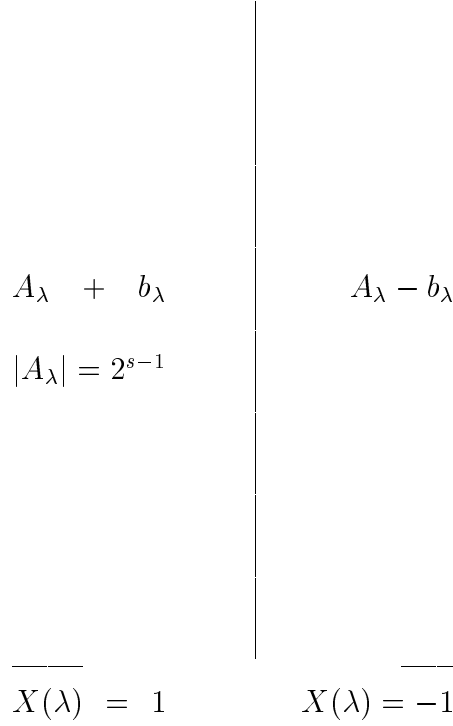 A_λ + b_λ A_λ − b_λ
|A_λ| = 2^{s−1}
X(λ) = 1 X(λ) = −1